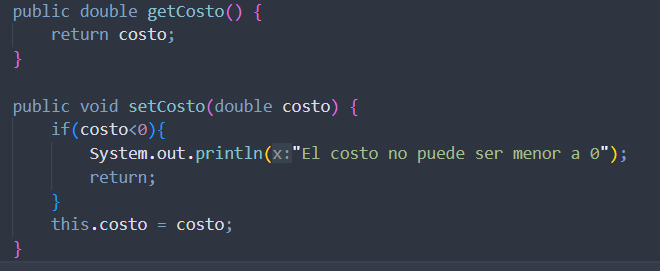 public double getCosto() {
    return costo;
}

public void setCosto(double costo) {
    if(costo<0){
        System.out.println(x:"El costo no puede ser menor a 0");
        return;
    }
    this.costo = costo;
}